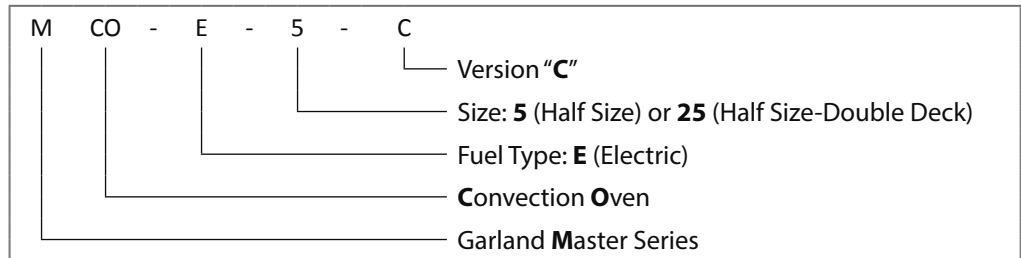 M CO - E - 5 - C
Version “C”
Size: 5 (Half Size) or 25 (Half Size-Double Deck)
Fuel Type: E (Electric)
Convection Oven
Garland Master Series